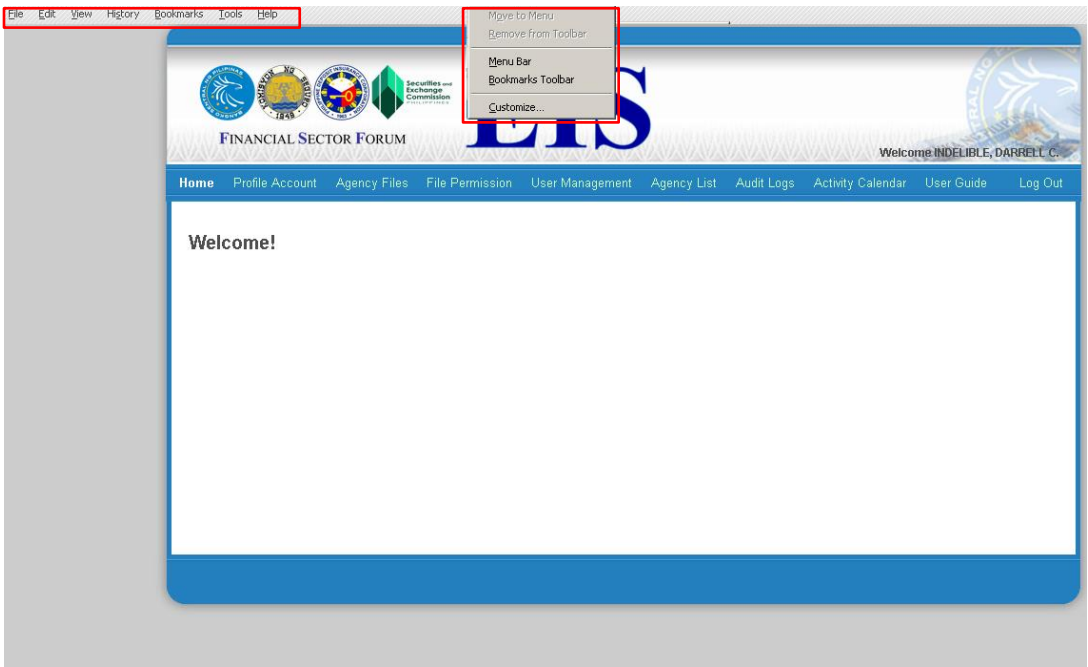 File Edit View History Bookmarks Tools Help
Move to Menu
Remove from Toolbar
Menu Bar
Bookmarks Toolbar
Customize...
Securities and
Exchange
Commission
PHILIPPINES
FINANCIAL SECTOR FORUM
EIS
Welcome INDELIBLE, DARRELL C.
Home Profile Account Agency Files File Permission User Management Agency List Audit Logs Activity Calendar User Guide Log Out
Welcome!